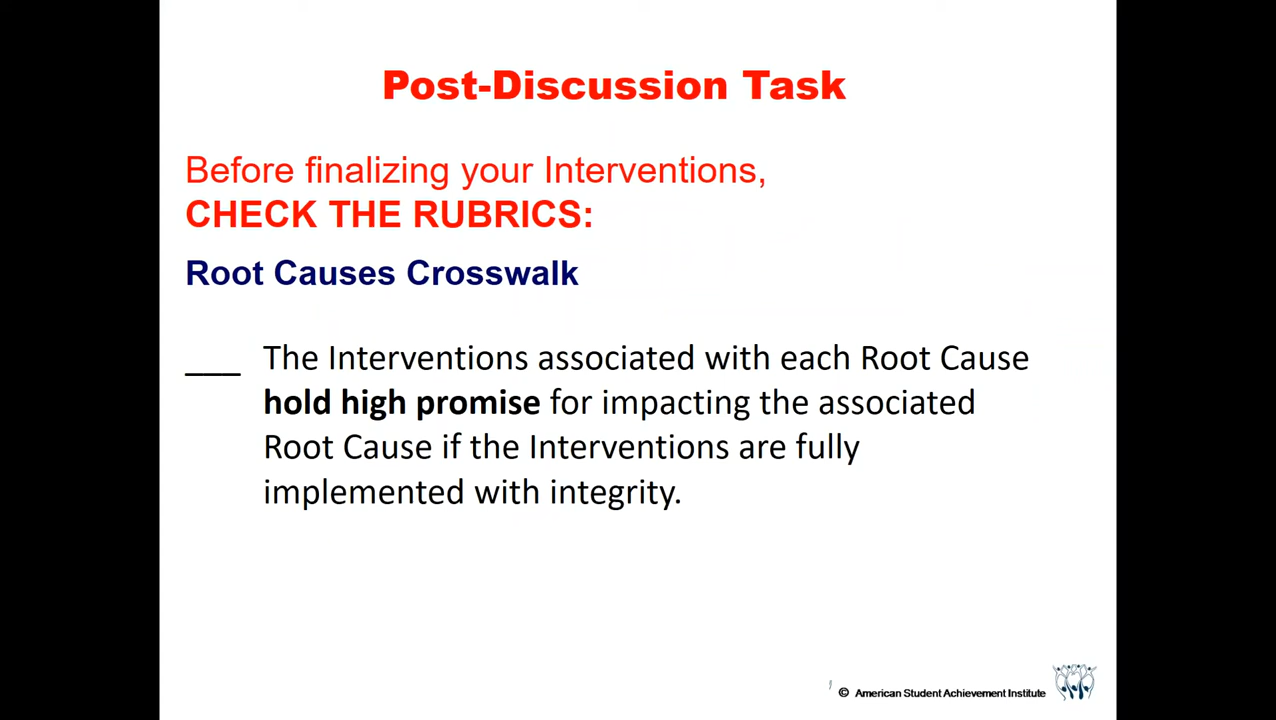 Post-Discussion Task
Before finalizing your Interventions,
CHECK THE RUBRICS:
Root Causes Crosswalk
___ The Interventions associated with each Root Cause
hold high promise for impacting the associated
Root Cause if the Interventions are fully
implemented with integrity.
© American Student Achievement Institute